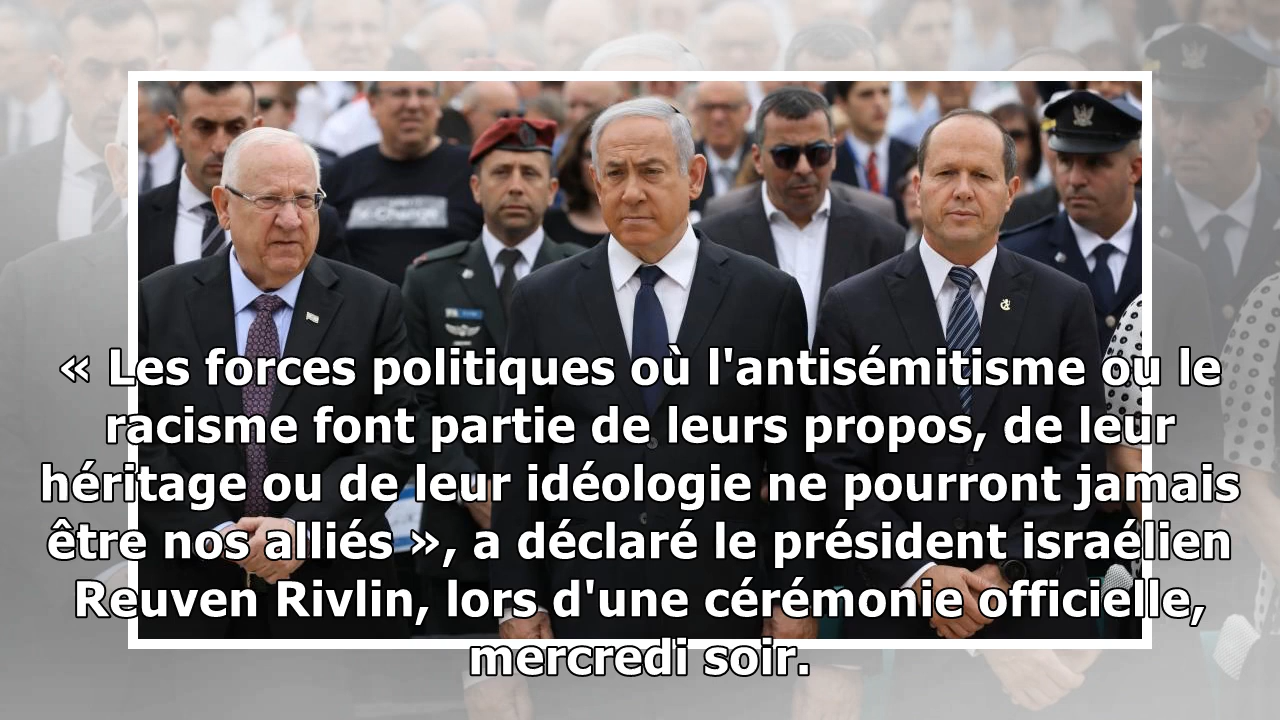 « Les forces politiques où l'antisémitisme ou le
racisme font partie de leurs propos, de leur
héritage ou de leur idéologie ne pourront jamais
être nos alliés », a déclaré le président israélien
Reuven Rivlin, lors d'une cérémonie officielle,
mercredi soir.